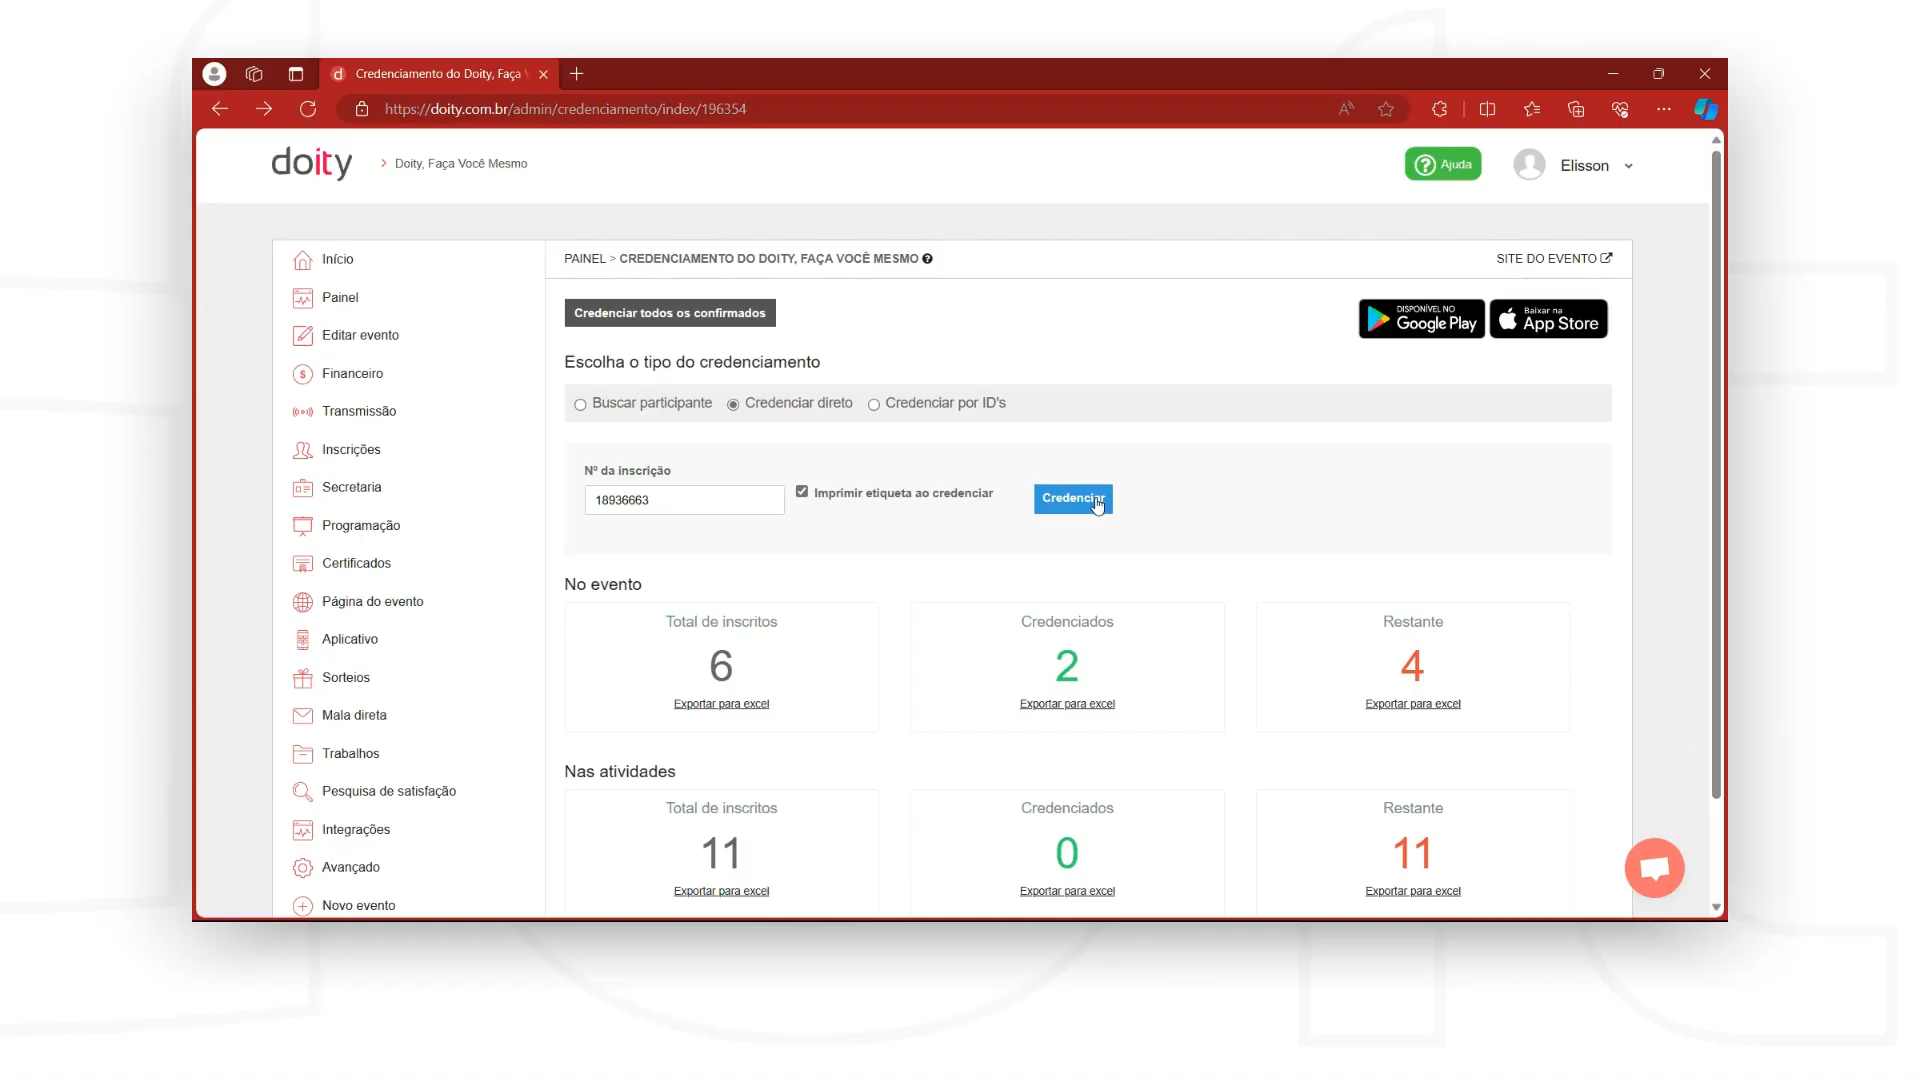 Credenciamento do Doity, Faça
https://doity.com.br/admin/credenciamento/index/196354
doity
Doity, Faça Você Mesmo
Ajuda
Elisson
Início
Painel
Editar evento
Financeiro
Transmissão
Inscrições
Secretaria
Programação
Certificados
Página do evento
Aplicativo
Sorteios
Mala direta
Trabalhos
Pesquisa de satisfação
Integrações
Avançado
Novo evento
PAINEL > CREDENCIAMENTO DO DOITY, FAÇA VOCÊ MESMO
SITE DO EVENTO
Credenciar todos os confirmados
DISPONÍVEL NO
Google Play
Baixar na
App Store
Escolha o tipo do credenciamento
Buscar participante Credenciar direto Credenciar por ID's
Nº da inscrição
18936663
Imprimir etiqueta ao credenciar
Credenciar
No evento
Total de inscritos
6
Exportar para excel
Credenciados
2
Exportar para excel
Restante
4
Exportar para excel
Nas atividades
Total de inscritos
11
Exportar para excel
Credenciados
0
Exportar para excel
Restante
11
Exportar para excel